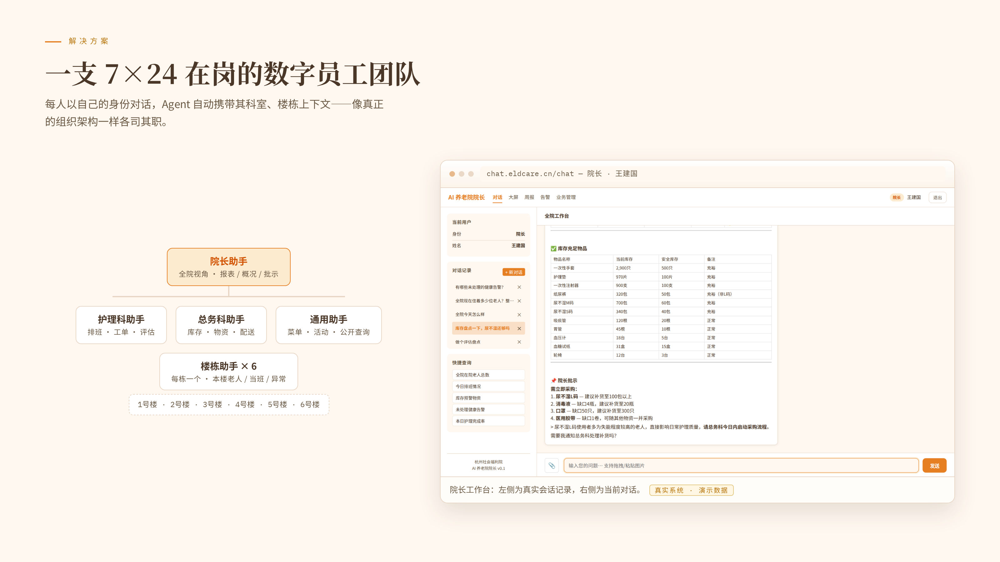 解决方案
一支 7×24 在岗的数字员工团队
每人以自己的身份对话，Agent 自动携带其科室、楼栋上下文——像真正
的组织架构一样各司其职。
院长助手
全院视角 · 报表 / 概况 / 批示
护理科助手
排班 · 工单 · 评估
总务科助手
库存 · 物资 · 配送
通用助手
菜单 · 活动 · 公开查询
楼栋助手 × 6
每栋一个 · 本楼老人 / 当班 / 异常
1号楼 · 2号楼 · 3号楼 · 4号楼 · 5号楼 · 6号楼
chat.eldcare.cn/chat — 院长 · 王建国
AI 养老院院长 对话 大屏 周报 告警 业务管理 院长 王建国 退出
当前用户
身份 院长
姓名 王建国
对话记录 + 新对话
有哪些未处理的健康告警？ ×
全院现在住着多少位老人？整… ×
全院今天怎么样 ×
库存盘点一下，尿不湿还够吗 ×
做个评估盘点 ×
快捷查询
全院在院老人总数
今日排班情况
库存预警物资
未处理健康告警
本日护理完成率
杭州社会福利院
AI 养老院院长 v0.1
全院工作台
✅ 库存充足物品
物品名称 当前库存 安全库存 备注
一次性手套 2,900只 500只 充裕
护理垫 970片 100片 充裕
一次性注射器 900支 100支 充裕
纸尿裤 320包 50包 充裕（非L码）
尿不湿M码 700包 60包 充裕
尿不湿S码 340包 40包 充裕
吸痰管 120根 20根 正常
胃管 45根 10根 正常
血压计 18台 5台 正常
血糖试纸 31盒 15盒 正常
轮椅 12台 3台 正常
📌 院长批示
需立即采购：
1. 尿不湿L码 — 建议补货至100包以上
2. 消毒液 — 缺口4瓶，建议补货至20瓶
3. 口罩 — 缺口50只，建议补货至300只
4. 医用胶带 — 缺口1卷，可随其他物资一并采购
> 尿不湿L码使用者多为失能程度较高的老人，直接影响日常护理质量，请总务科今日内启动采购流程。
需要我通知总务科处理补货吗？
输入您的问题… 支持拖拽/粘贴图片 发送
院长工作台：左侧为真实会话记录，右侧为当前对话。 真实系统 · 演示数据